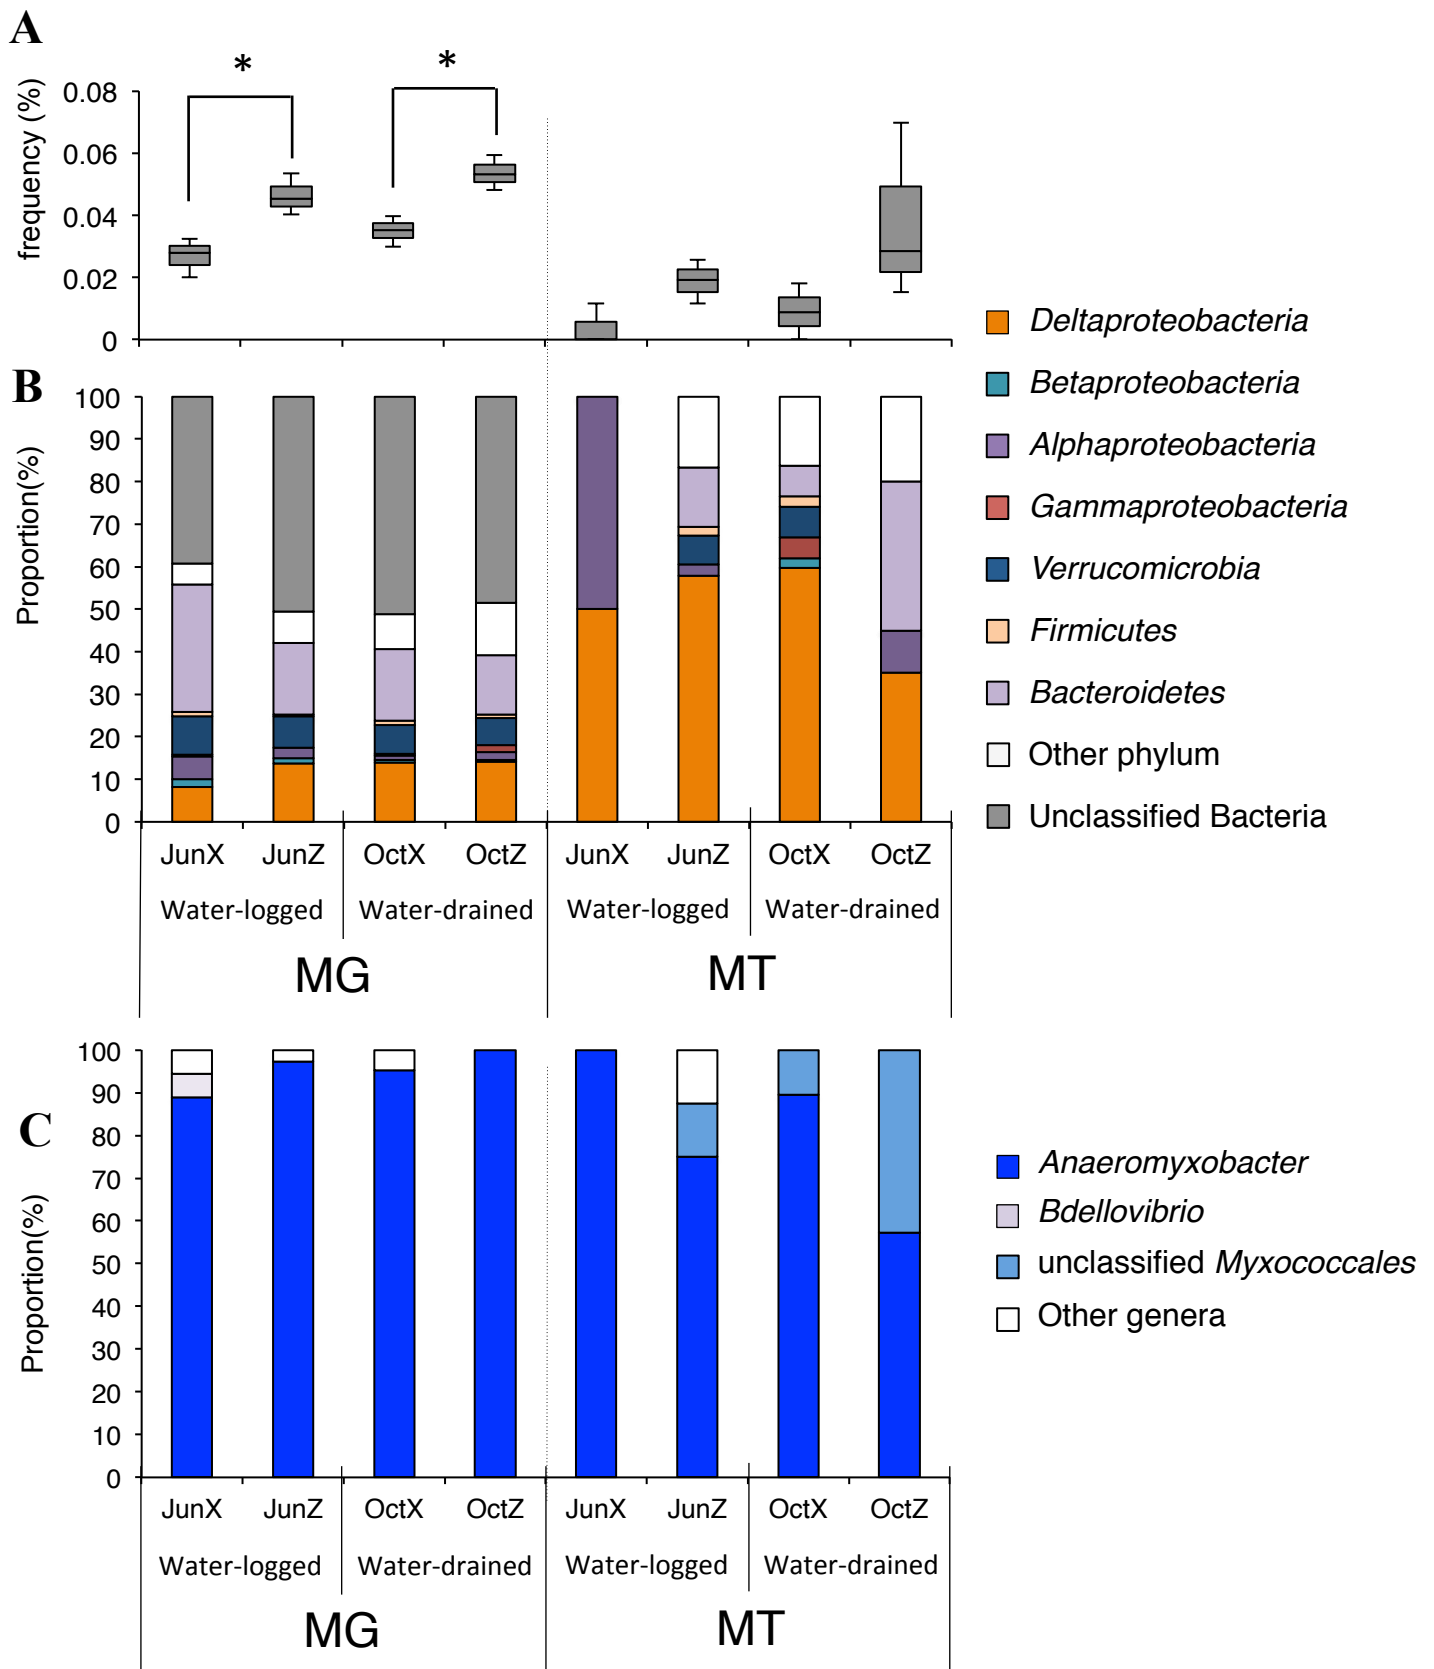 A
* *
frequency (%)
0.08
0.06
0.04
0.02
0
B
Proportion(%)
100
90
80
70
60
50
40
30
20
10
0
JunX JunZ OctX OctZ JunX JunZ OctX OctZ
Water-logged Water-drained Water-logged Water-drained
MG MT
Deltaproteobacteria
Betaproteobacteria
Alphaproteobacteria
Gammaproteobacteria
Verrucomicrobia
Firmicutes
Bacteroidetes
Other phylum
Unclassified Bacteria
C
Proportion(%)
100
90
80
70
60
50
40
30
20
10
0
JunX JunZ OctX OctZ JunX JunZ OctX OctZ
Water-logged Water-drained Water-logged Water-drained
MG MT
Anaeromyxobacter
Bdellovibrio
unclassified Myxococcales
Other genera